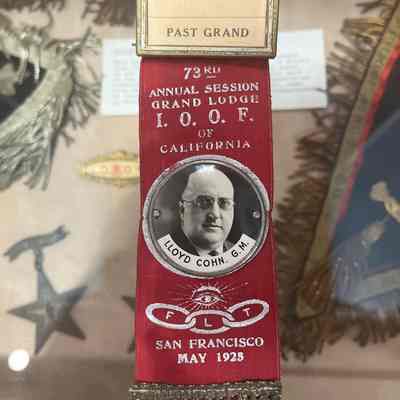 PAST GRAND
73RD
ANNUAL SESSION
GRAND LODGE
I. O. O. F.
OF
CALIFORNIA
LLOYD COHN. G.M.
F L T
SAN FRANCISCO
MAY 1925